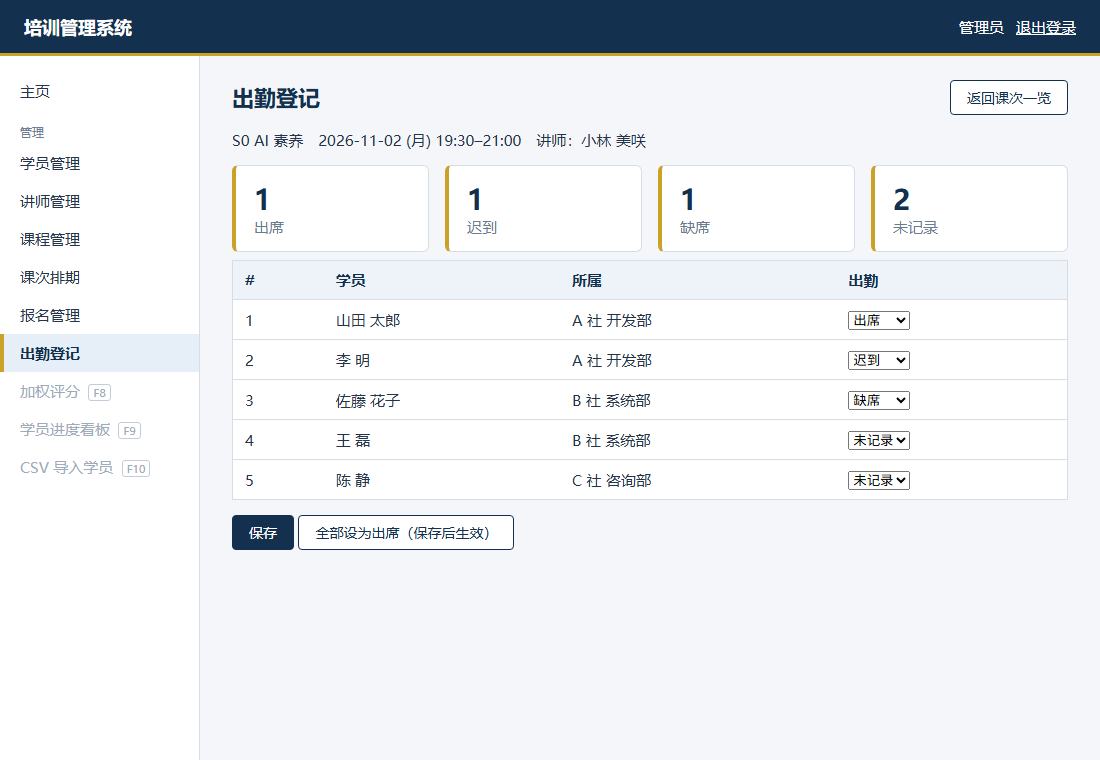 培训管理系统
管理员 退出登录
主页
管理
学员管理
讲师管理
课程管理
课次排期
报名管理
出勤登记
加权评分 F8
学员进度看板 F9
CSV 导入学员 F10
出勤登记
返回课次一览
S0 AI 素养 2026-11-02 (月) 19:30–21:00 讲师：小林 美咲
1
出席
1
迟到
1
缺席
2
未记录
# 学员 所属 出勤
1 山田 太郎 A 社 开发部 出席
2 李 明 A 社 开发部 迟到
3 佐藤 花子 B 社 系统部 缺席
4 王 磊 B 社 系统部 未记录
5 陈 静 C 社 咨询部 未记录
保存 全部设为出席（保存后生效）